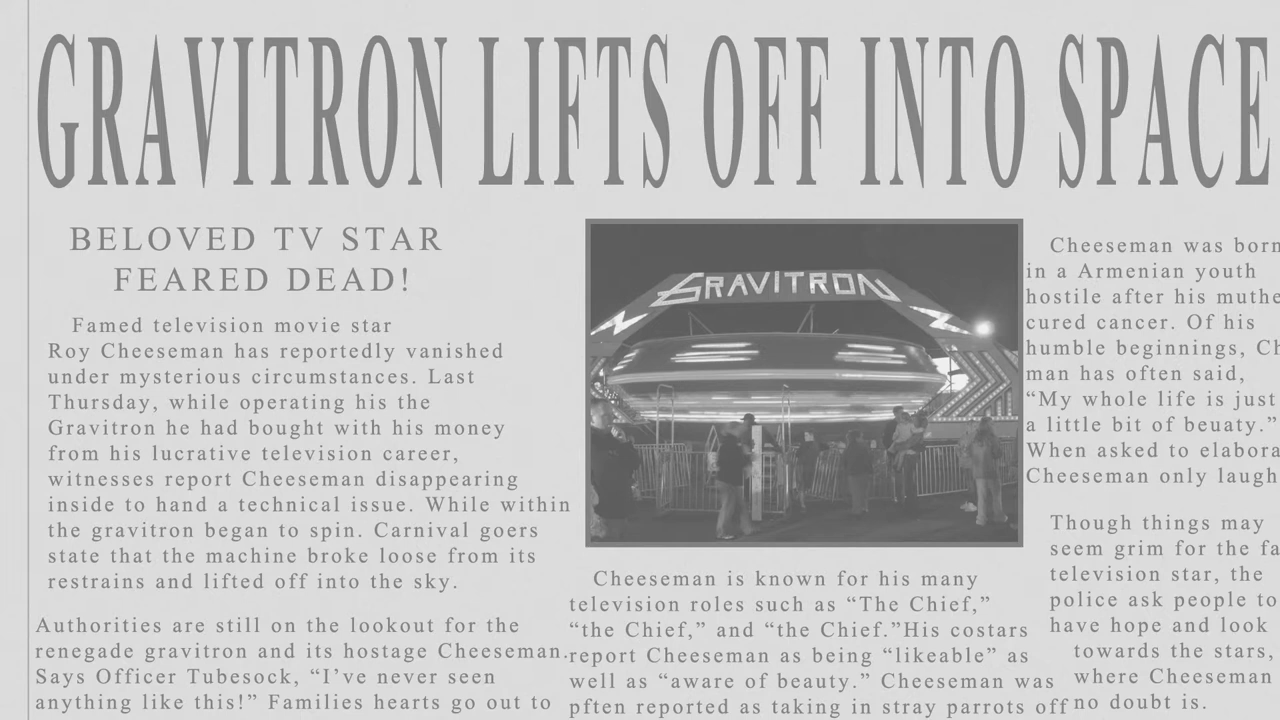 GRAVITRON LIFTS OFF INTO SPACE
BELOVED TV STAR
FEARED DEAD!
Famed television movie star
Roy Cheeseman has reportedly vanished
under mysterious circumstances. Last
Thursday, while operating his the
Gravitron he had bought with his money
from his lucrative television career,
witnesses report Cheeseman disappearing
inside to hand a technical issue. While within
the gravitron began to spin. Carnival goers
state that the machine broke loose from its
restrains and lifted off into the sky.
Authorities are still on the lookout for the
renegade gravitron and its hostage Cheeseman.
Says Officer Tubesock, “I’ve never seen
anything like this!” Families hearts go out to
GRAVITRON
Cheeseman is known for his many
television roles such as “The Chief,”
“the Chief,” and “the Chief.”His costars
report Cheeseman as being “likeable” as
well as “aware of beauty.” Cheeseman was
pften reported as taking in stray parrots off
Cheeseman was born
in a Armenian youth
hostile after his muthe
cured cancer. Of his
humble beginnings, Ch
man has often said,
“My whole life is just
a little bit of beuaty.”
When asked to elabora
Cheeseman only laugh
Though things may
seem grim for the fa
television star, the
police ask people to
have hope and look
towards the stars,
where Cheeseman
no doubt is.